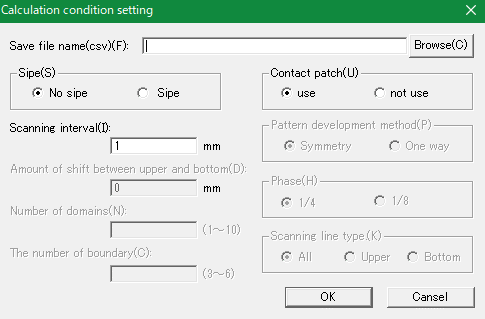 Calculation condition setting
Save file name(csv)(F):
Browse(C)
Sipe(S)
No sipe
Sipe
Contact patch(U)
use
not use
Scanning interval(I):
1
mm
Pattern development method(P)
Symmetry
One way
Amount of shift between upper and bottom(D):
0
mm
Phase(H)
1/4
1/8
Number of domains(N):
(1～10)
The number of boundary(C):
(3～6)
Scanning line type.(K)
All
Upper
Bottom
OK
Cansel